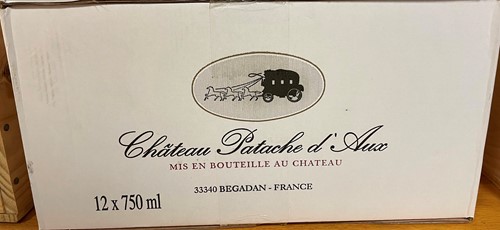 Château Patache d'Aux
MIS EN BOUTEILLE AU CHATEAU
33340 BEGADAN - FRANCE
12 x 750 ml